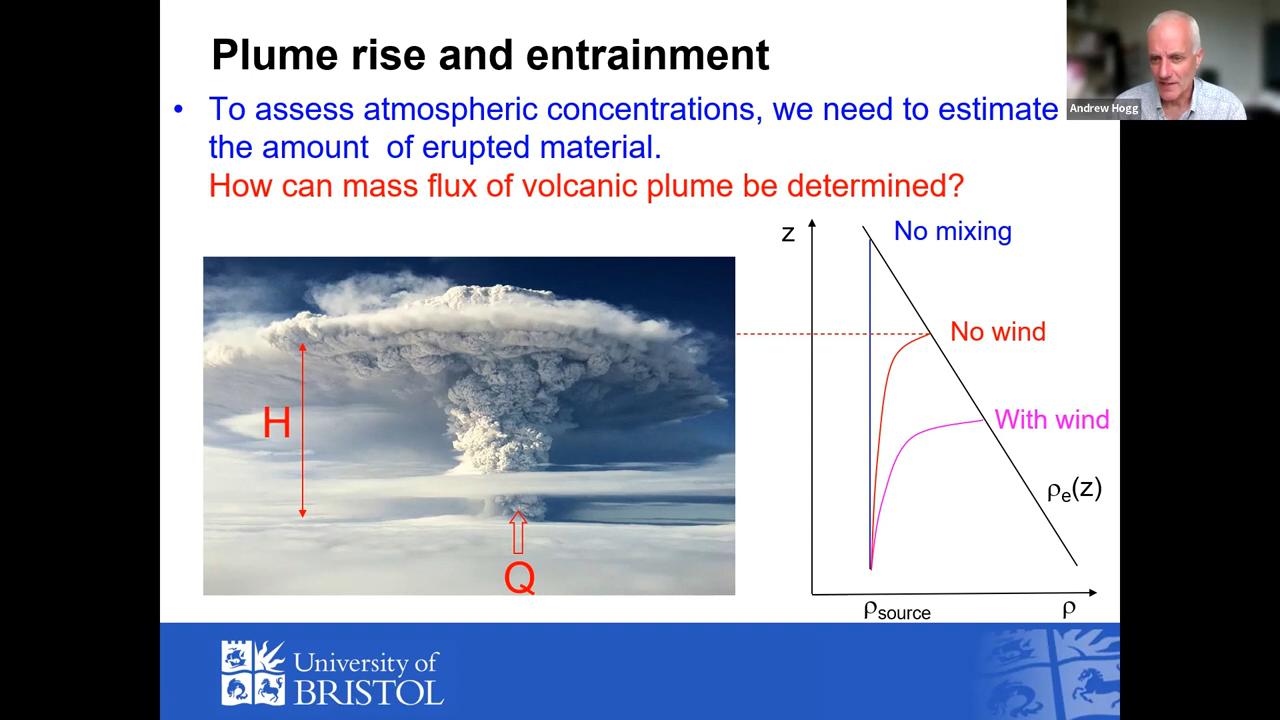 Plume rise and entrainment
• To assess atmospheric concentrations, we need to estimate
the amount of erupted material.
How can mass flux of volcanic plume be determined?
Andrew Hogg
z
No mixing
No wind
With wind
ρe(z)
H
Q
ρsource
ρ
University of
BRISTOL